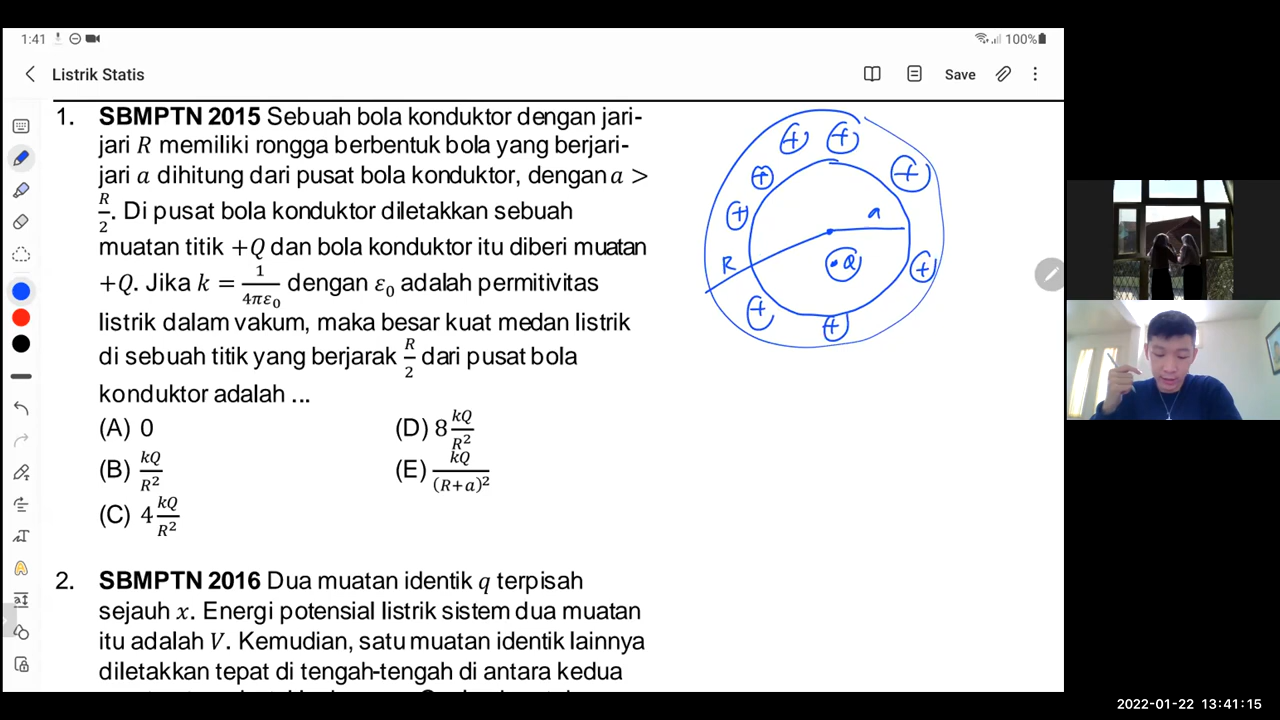 1:41
100%
Listrik Statis
Save
1. SBMPTN 2015 Sebuah bola konduktor dengan jari-
jari R memiliki rongga berbentuk bola yang berjari-
jari a dihitung dari pusat bola konduktor, dengan a >
R/2. Di pusat bola konduktor diletakkan sebuah
muatan titik +Q dan bola konduktor itu diberi muatan
+Q. Jika k = 1/4πε₀ dengan ε₀ adalah permitivitas
listrik dalam vakum, maka besar kuat medan listrik
di sebuah titik yang berjarak R/2 dari pusat bola
konduktor adalah ...
(A) 0
(B) kQ/R²
(C) 4 kQ/R²
(D) 8 kQ/R²
(E) kQ/(R+a)²
+ +
+
+
+
a
R
Q
+
+
+
2. SBMPTN 2016 Dua muatan identik q terpisah
sejauh x. Energi potensial listrik sistem dua muatan
itu adalah V. Kemudian, satu muatan identik lainnya
diletakkan tepat di tengah-tengah di antara kedua
2022-01-22 13:41:15